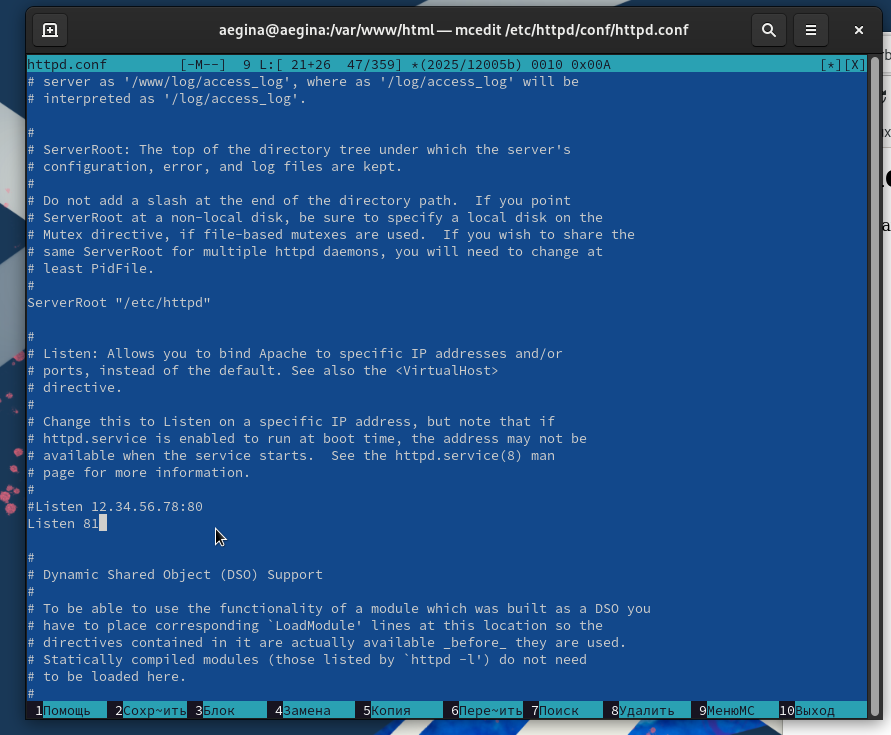 aegina@aegina:/var/www/html — mcedit /etc/httpd/conf/httpd.conf
httpd.conf [-M--] 9 L:[ 21+26 47/359] *(2025/12005b) 0010 0x00A [*][X]
# server as '/www/log/access_log', where as '/log/access_log' will be
# interpreted as '/log/access_log'.
#
# ServerRoot: The top of the directory tree under which the server's
# configuration, error, and log files are kept.
#
# Do not add a slash at the end of the directory path.  If you point
# ServerRoot at a non-local disk, be sure to specify a local disk on the
# Mutex directive, if file-based mutexes are used.  If you wish to share the
# same ServerRoot for multiple httpd daemons, you will need to change at
# least PidFile.
#
ServerRoot "/etc/httpd"
#
# Listen: Allows you to bind Apache to specific IP addresses and/or
# ports, instead of the default. See also the <VirtualHost>
# directive.
#
# Change this to Listen on a specific IP address, but note that if
# httpd.service is enabled to run at boot time, the address may not be
# available when the service starts.  See the httpd.service(8) man
# page for more information.
#
#Listen 12.34.56.78:80
Listen 81
#
# Dynamic Shared Object (DSO) Support
#
# To be able to use the functionality of a module which was built as a DSO you
# have to place corresponding `LoadModule' lines at this location so the
# directives contained in it are actually available _before_ they are used.
# Statically compiled modules (those listed by `httpd -l') do not need
# to be loaded here.
#
1Помощь 2Сохр~ить 3Блок 4Замена 5Копия 6Пере~ить 7Поиск 8Удалить 9МенюMC 10Выход